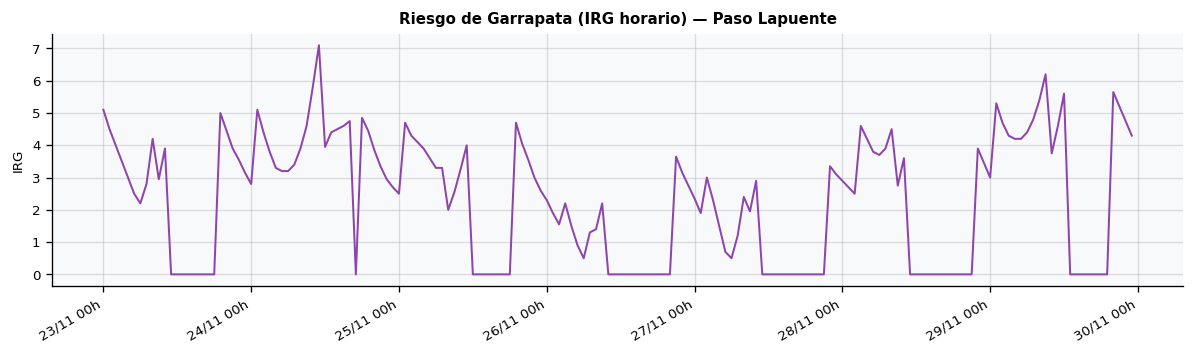 Riesgo de Garrapata (IRG horario) — Paso Lapuente
IRG
7
6
5
4
3
2
1
0
23/11 00h
24/11 00h
25/11 00h
26/11 00h
27/11 00h
28/11 00h
29/11 00h
30/11 00h